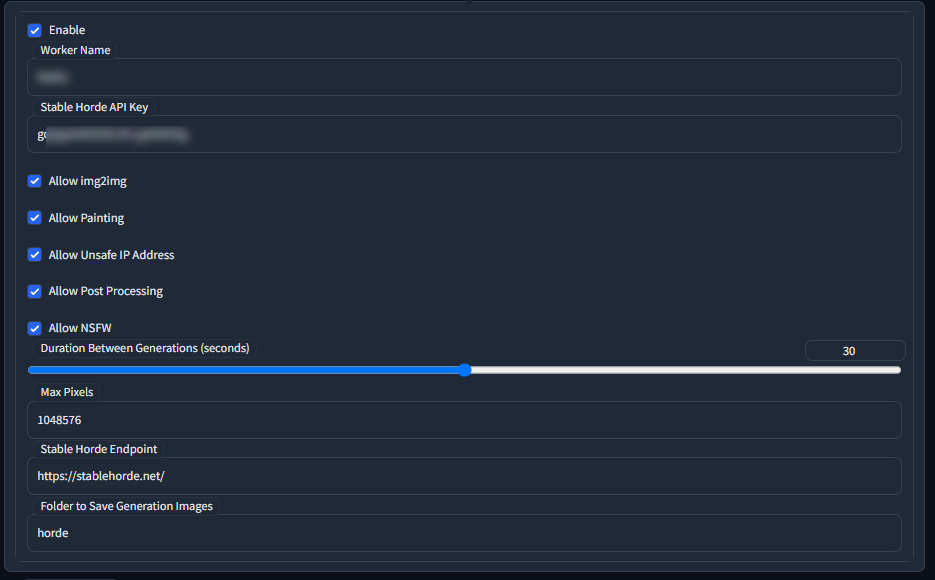 Enable
Worker Name
Stable Horde API Key
Allow img2img
Allow Painting
Allow Unsafe IP Address
Allow Post Processing
Allow NSFW
Duration Between Generations (seconds)
30
Max Pixels
1048576
Stable Horde Endpoint
https://stablehorde.net/
Folder to Save Generation Images
horde